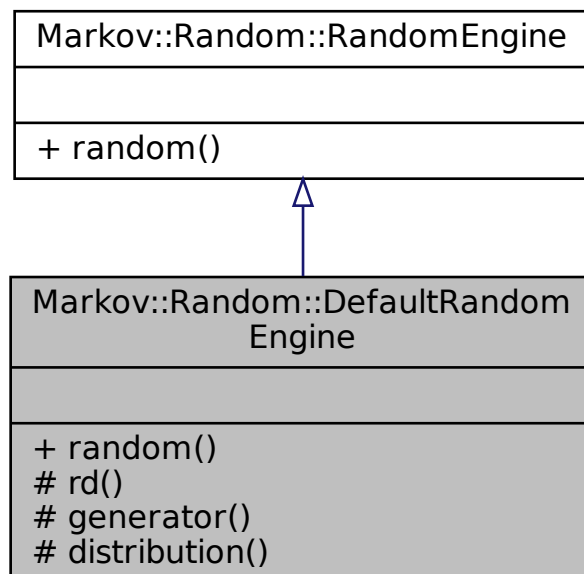 Markov::Random::RandomEngine
+ random()
Markov::Random::DefaultRandom
Engine
+ random()
# rd()
# generator()
# distribution()